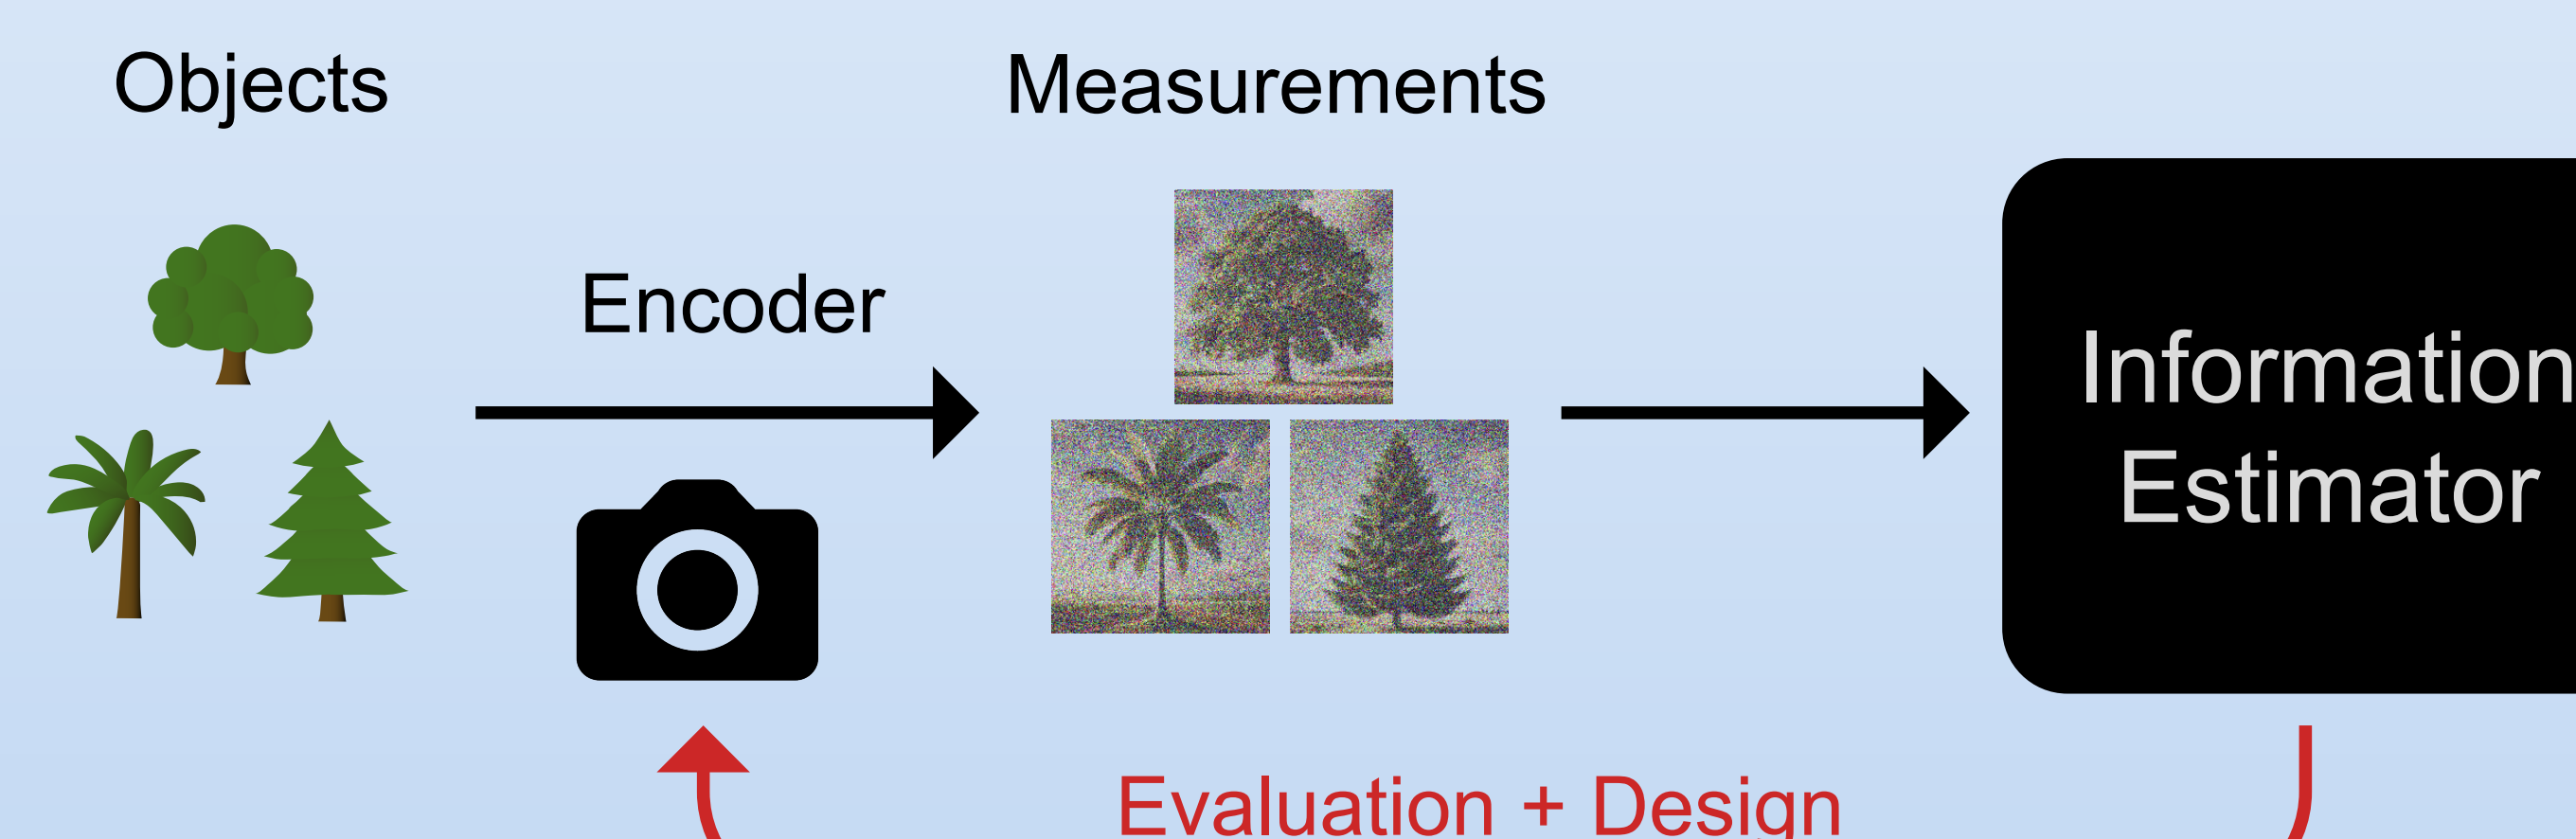 Objects
Measurements
Encoder
Information
Estimator
Evaluation + Design